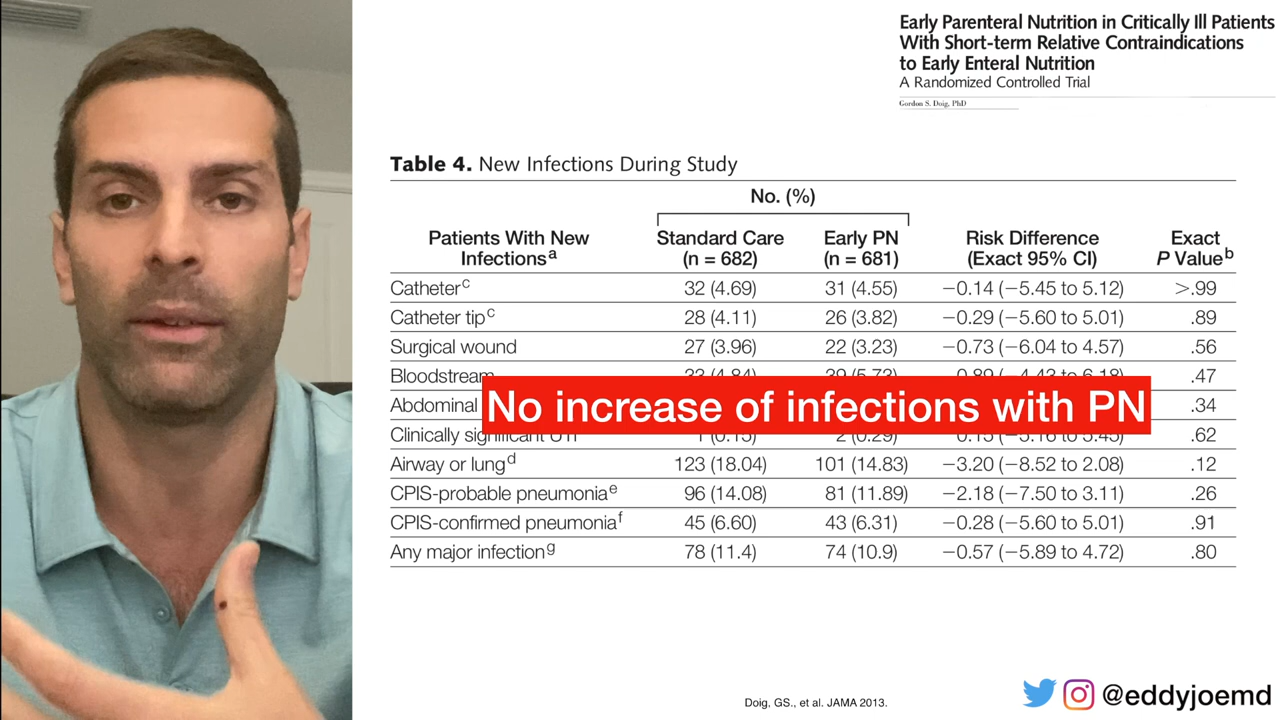 Early Parenteral Nutrition in Critically Ill Patients
With Short-term Relative Contraindications
to Early Enteral Nutrition
A Randomized Controlled Trial
Gordon S. Doig, PhD
Table 4. New Infections During Study
No. (%)
Patients With New Infectionsa Standard Care (n = 682) Early PN (n = 681) Risk Difference (Exact 95% CI) Exact P Valueb
Catheterc 32 (4.69) 31 (4.55) −0.14 (−5.45 to 5.12) >.99
Catheter tipc 28 (4.11) 26 (3.82) −0.29 (−5.60 to 5.01) .89
Surgical wound 27 (3.96) 22 (3.23) −0.73 (−6.04 to 4.57) .56
Bloodstream .47
No increase of infections with PN
Abdominal .34
Clinically significant .62
Airway or lungd 123 (18.04) 101 (14.83) −3.20 (−8.52 to 2.08) .12
CPIS-probable pneumoniae 96 (14.08) 81 (11.89) −2.18 (−7.50 to 3.11) .26
CPIS-confirmed pneumoniaf 45 (6.60) 43 (6.31) −0.28 (−5.60 to 5.01) .91
Any major infectiong 78 (11.4) 74 (10.9) −0.57 (−5.89 to 4.72) .80
Doig, GS., et al. JAMA 2013.
@eddyjoemd